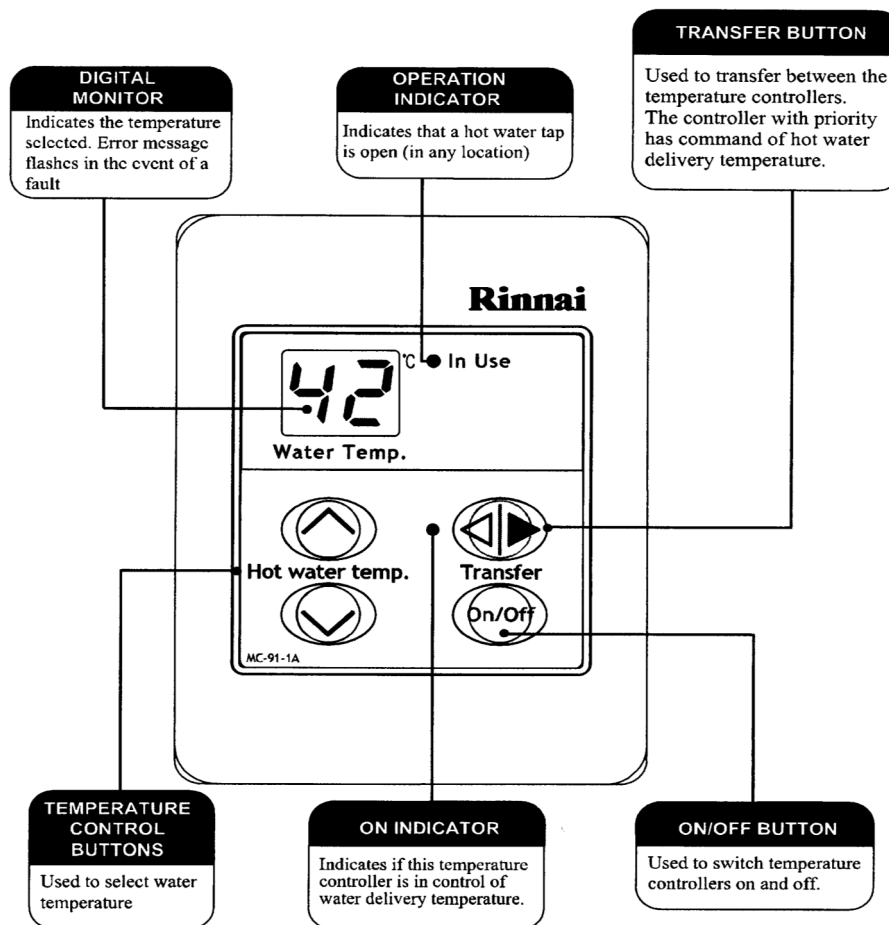 DIGITAL
MONITOR
Indicates the temperature
selected. Error message
flashes in the event of a
fault
OPERATION
INDICATOR
Indicates that a hot water tap
is open (in any location)
TRANSFER BUTTON
Used to transfer between the
temperature controllers.
The controller with priority
has command of hot water
delivery temperature.
Rinnai
42 °C In Use
Water Temp.
Hot water temp.
Transfer
On/Off
MC-91-1A
TEMPERATURE
CONTROL
BUTTONS
Used to select water
temperature
ON INDICATOR
Indicates if this temperature
controller is in control of
water delivery temperature.
ON/OFF BUTTON
Used to switch temperature
controllers on and off.